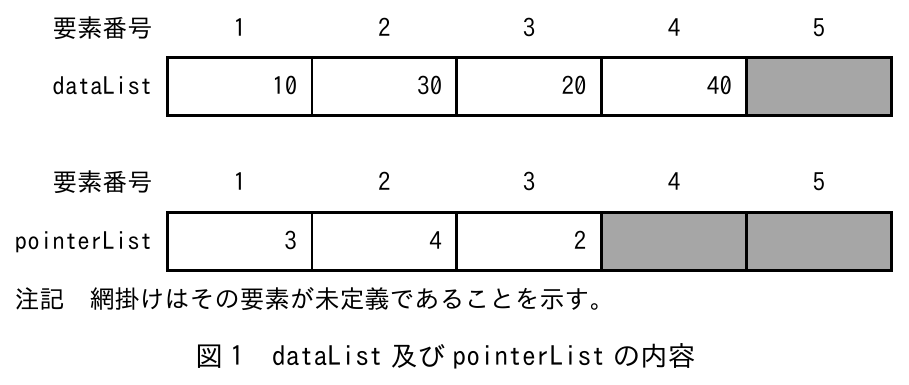 要素番号 1 2 3 4 5
dataList 10 30 20 40
要素番号 1 2 3 4 5
pointerList 3 4 2
注記　網掛けはその要素が未定義であることを示す。
図1　dataList 及び pointerList の内容